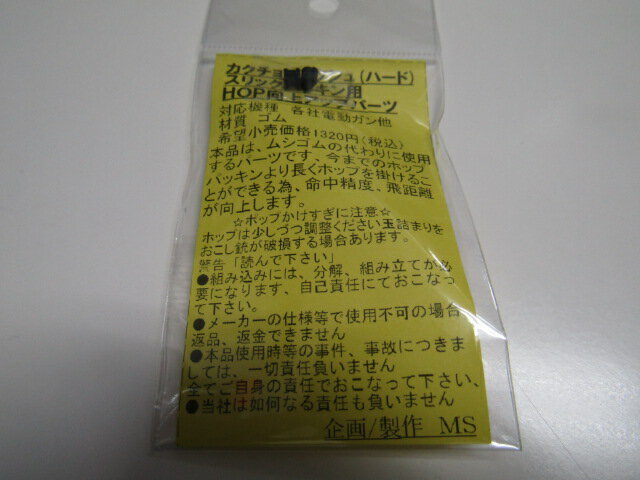 カクチョ シュ(ハード)
スリック キン用
HOP向上 パーツ
対応機種 各社電動ガン他
材質 ゴム
希望小売価格1320円(税込)
本品は、ムシゴムの代わりに使用
するパーツです、今までのホップ
パッキンより長くホップを掛けるこ
とができる為、命中精度、飛距離
が向上します。
☆ホップかけすぎに注意☆
ホップは少しづつ調整ください玉詰まりを
おこし銃が破損する場合あります。
警告「読んで下さい」
●組み込みには、分解、組み立てが必
要になります、自己責任にておこなっ
て下さい。
●メーカーの仕様等で使用不可の場合
返品、返金できません
●本品使用時等の事件、事故につきま
しては、一切責任負いません
全てご自身の責任でおこなって下さい、
●当社は如何なる責任も負いません
企画/製作 MS